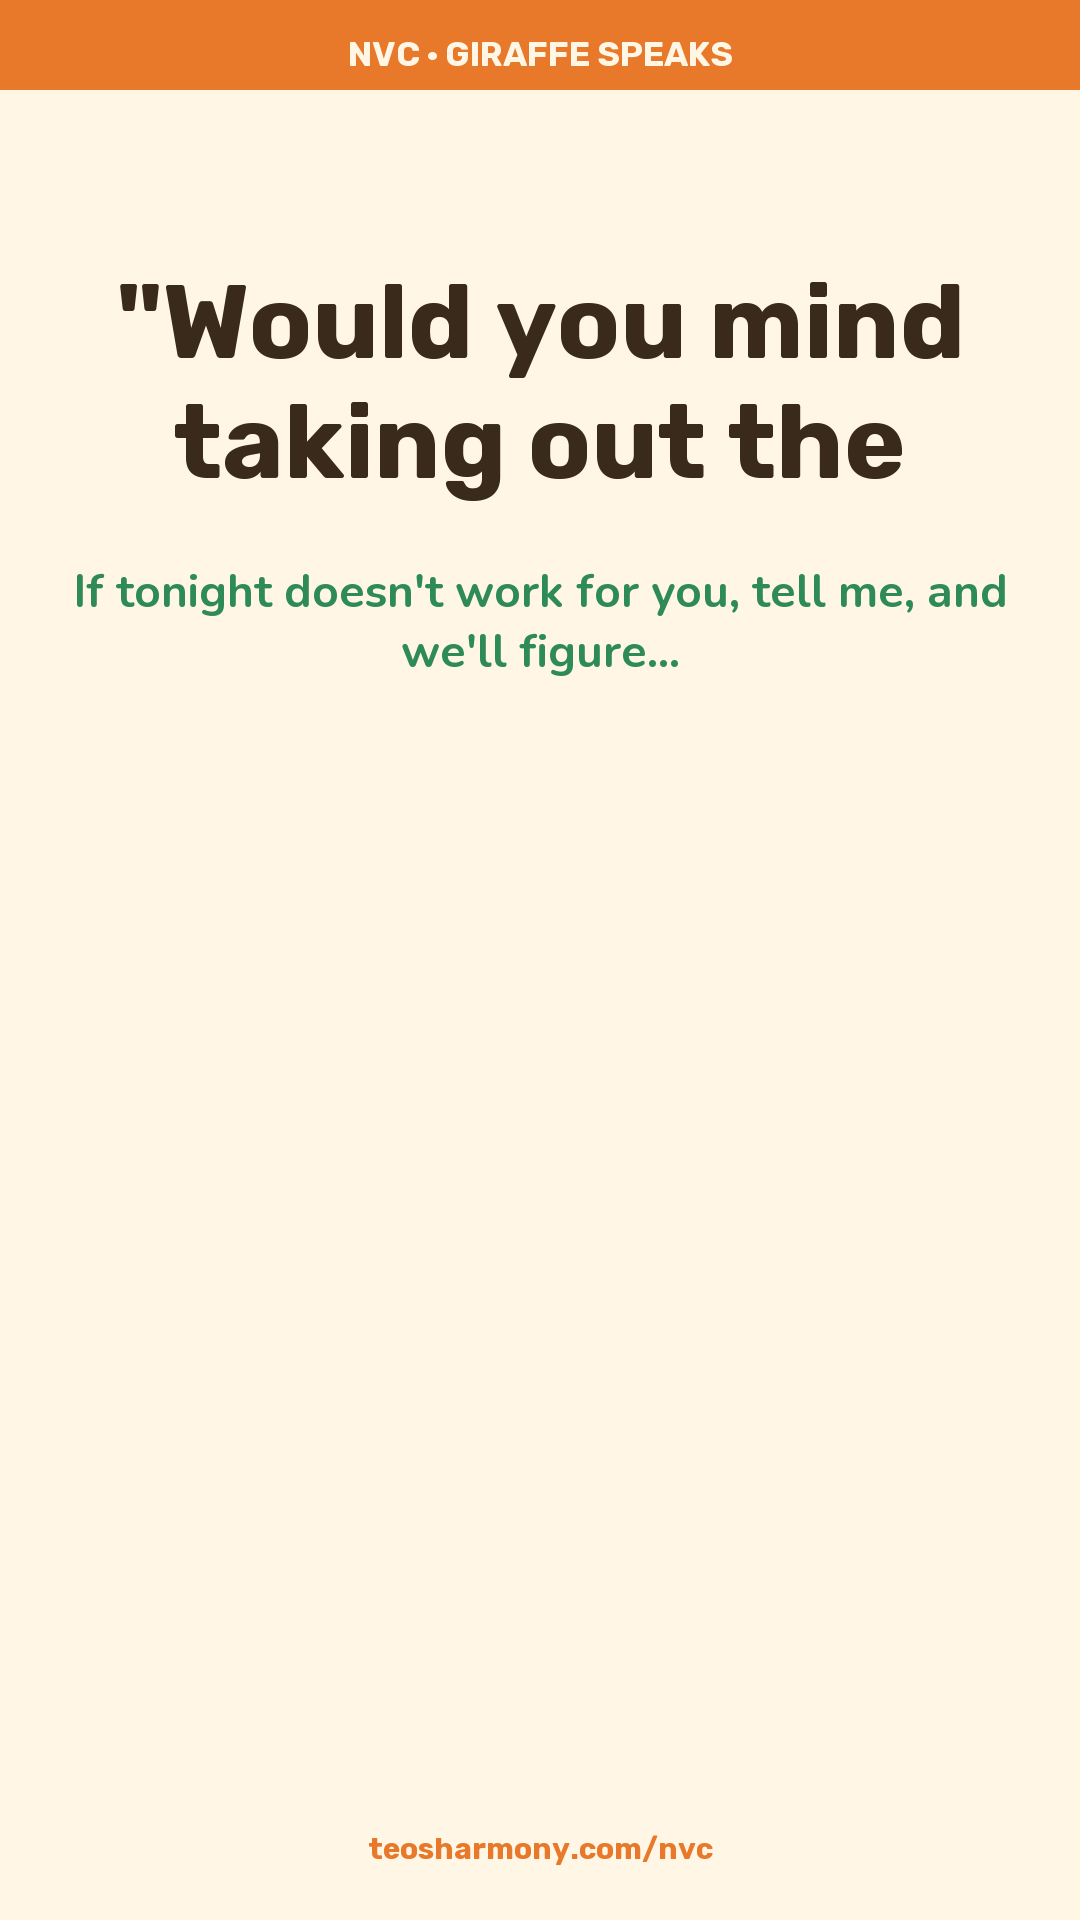 NVC • GIRAFFE SPEAKS
"Would you mind
taking out the
If tonight doesn't work for you, tell me, and
we'll figure...
teosharmony.com/nvc